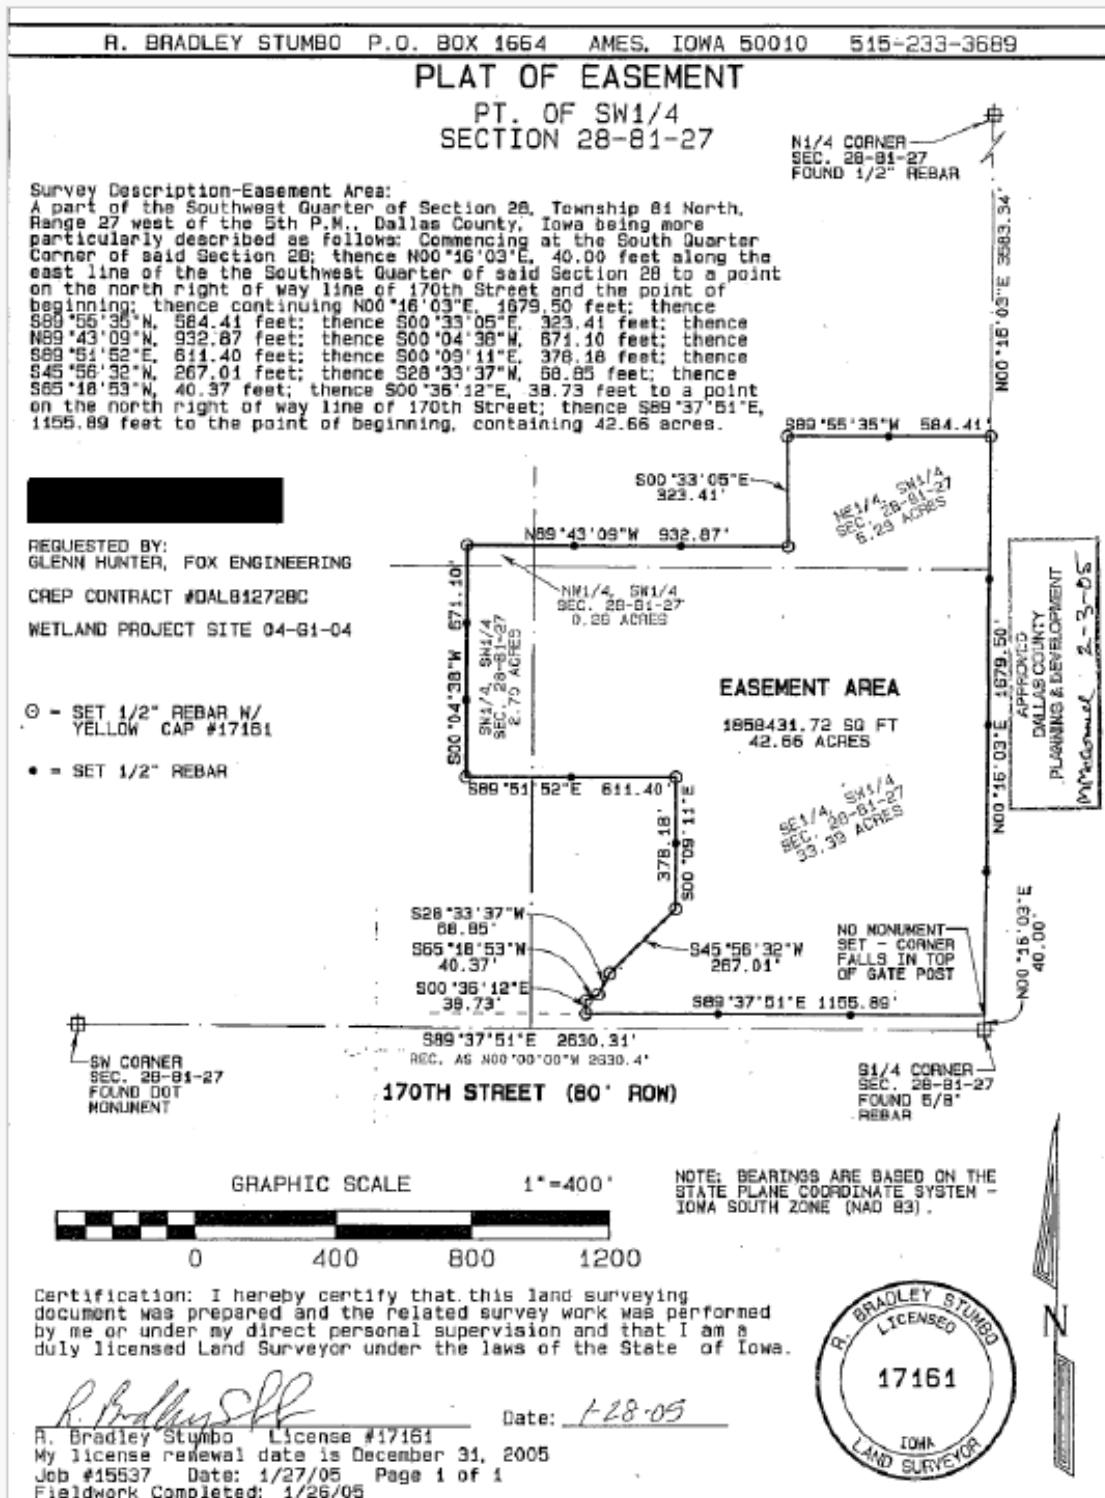 R. BRADLEY STUMBO P.O. BOX 1664 AMES, IOWA 50010 515-233-3689
PLAT OF EASEMENT
PT. OF SW1/4
SECTION 28-81-27
N1/4 CORNER
SEC. 28-81-27
FOUND 1/2" REBAR
N00°16'03"E 3583.34'
Survey Description-Easement Area:
A part of the Southwest Quarter of Section 28, Township 81 North,
Range 27 west of the 5th P.M., Dallas County, Iowa being more
particularly described as follows: Commencing at the South Quarter
Corner of said Section 28; thence N00°16'03"E, 40.00 feet along the
east line of the the Southwest Quarter of said Section 28 to a point
on the north right of way line of 170th Street and the point of
beginning; thence continuing N00°16'03"E, 1679.50 feet; thence
S89°55'35"W, 584.41 feet; thence S00°33'05"E, 323.41 feet; thence
N89°43'09"W, 932.87 feet; thence S00°04'38"W, 671.10 feet; thence
S89°51'52"E, 611.40 feet; thence S00°09'11"E, 378.18 feet; thence
S45°56'32"W, 267.01 feet; thence S28°33'37"W, 68.85 feet; thence
S65°18'53"W, 40.37 feet; thence S00°36'12"E, 38.73 feet to a point
on the north right of way line of 170th Street; thence S89°37'51"E,
1155.89 feet to the point of beginning, containing 42.66 acres.
S89°55'35"W 584.41'
S00°33'05"E
323.41'
NE1/4, SW1/4
SEC. 28-81-27
6.29 ACRES
N89°43'09"W 932.87'
REQUESTED BY:
GLENN HUNTER, FOX ENGINEERING
CREP CONTRACT #DAL812728C
WETLAND PROJECT SITE 04-G1-04
NW1/4, SW1/4
SEC. 28-81-27
0.28 ACRES
S00°04'38"W 671.10'
SW1/4, SW1/4
SEC. 28-81-27
2.70 ACRES
⊙ = SET 1/2" REBAR W/
YELLOW CAP #17161
● = SET 1/2" REBAR
EASEMENT AREA
1858431.72 SQ FT
42.66 ACRES
N00°16'03"E 1679.50'
APPROVED
DALLAS COUNTY
PLANNING & DEVELOPMENT
2-3-05
S89°51'52"E 611.40'
SE1/4, SW1/4
SEC. 28-81-27
33.39 ACRES
378.18'
S00°09'11"E
S28°33'37"W
68.85'
S65°18'53"W
40.37'
S00°36'12"E
38.73'
S45°56'32"W
267.01'
NO MONUMENT
SET - CORNER
FALLS IN TOP
OF GATE POST
N00°16'03"E
40.00'
S89°37'51"E 1155.89'
S89°37'51"E 2630.31'
REC. AS N00°00'00"W 2630.4'
170TH STREET (80' ROW)
SW CORNER
SEC. 28-81-27
FOUND DOT
MONUMENT
S1/4 CORNER
SEC. 28-81-27
FOUND 5/8"
REBAR
GRAPHIC SCALE 1"=400'
0 400 800 1200
NOTE: BEARINGS ARE BASED ON THE
STATE PLANE COORDINATE SYSTEM -
IOWA SOUTH ZONE (NAD 83).
Certification: I hereby certify that this land surveying
document was prepared and the related survey work was performed
by me or under my direct personal supervision and that I am a
duly licensed Land Surveyor under the laws of the State of Iowa.
Date: 1-28-05
R. Bradley Stumbo License #17161
My license renewal date is December 31, 2005
Job #15537 Date: 1/27/05 Page 1 of 1
Fieldwork Completed: 1/26/05
R. BRADLEY STUMBO
LICENSED
17161
IOWA
LAND SURVEYOR
N